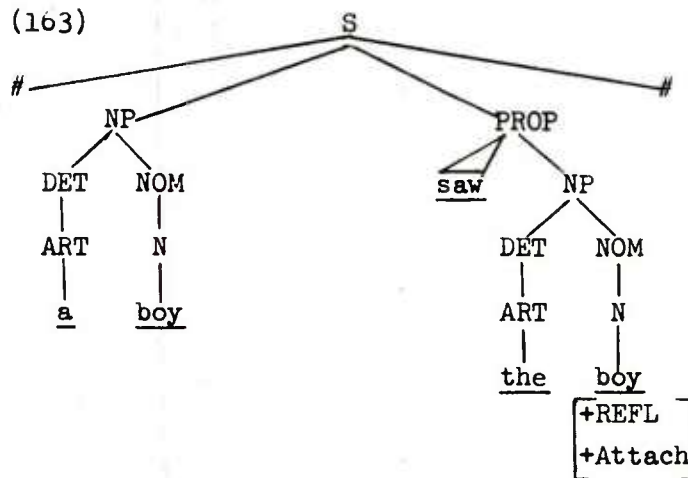 (163)
S
# #
NP PROP
DET NOM saw NP
ART N DET NOM
a boy ART N
the boy
+REFL
+Attach